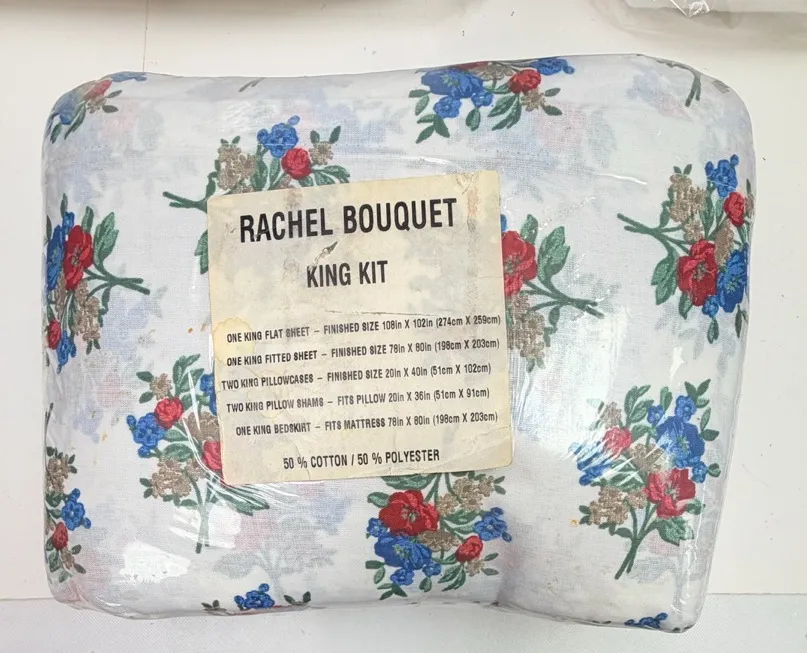 RACHEL BOUQUET
KING KIT
ONE KING FLAT SHEET – FINISHED SIZE 108in X 102in (274cm X 259cm)
ONE KING FITTED SHEET – FINISHED SIZE 78in X 80in (198cm X 203cm)
TWO KING PILLOWCASES – FINISHED SIZE 20in X 40in (51cm X 102cm)
TWO KING PILLOW SHAMS – FITS PILLOW 20in X 36in (51cm X 91cm)
ONE KING BEDSKIRT – FITS MATTRESS 78in X 80in (198cm X 203cm)
50 % COTTON / 50 % POLYESTER